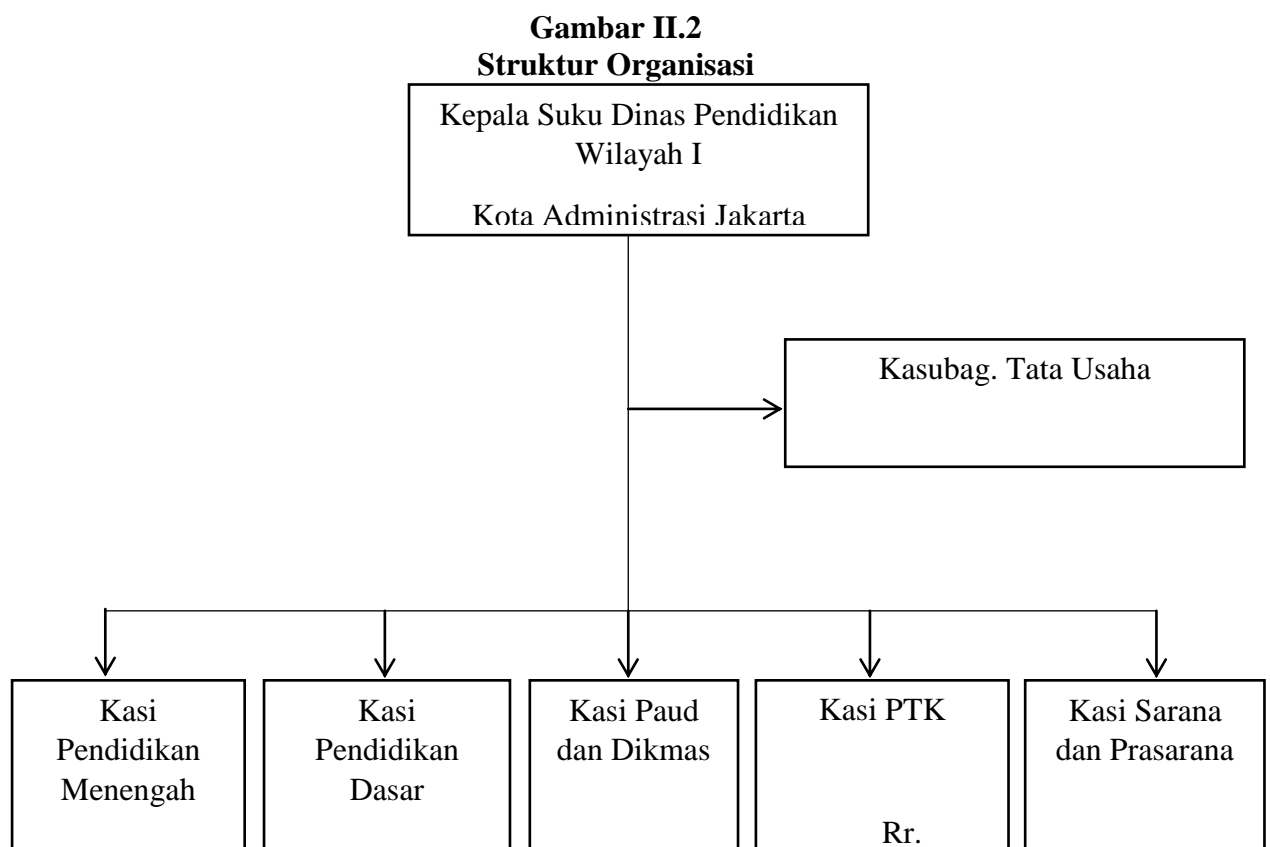 Gambar II.2
Struktur Organisasi
Kepala Suku Dinas Pendidikan
Wilayah I
Kota Administrasi Jakarta
Kasubag. Tata Usaha
Kasi
Pendidikan
Menengah
Kasi
Pendidikan
Dasar
Kasi Paud
dan Dikmas
Kasi PTK
Rr.
Kasi Sarana
dan Prasarana